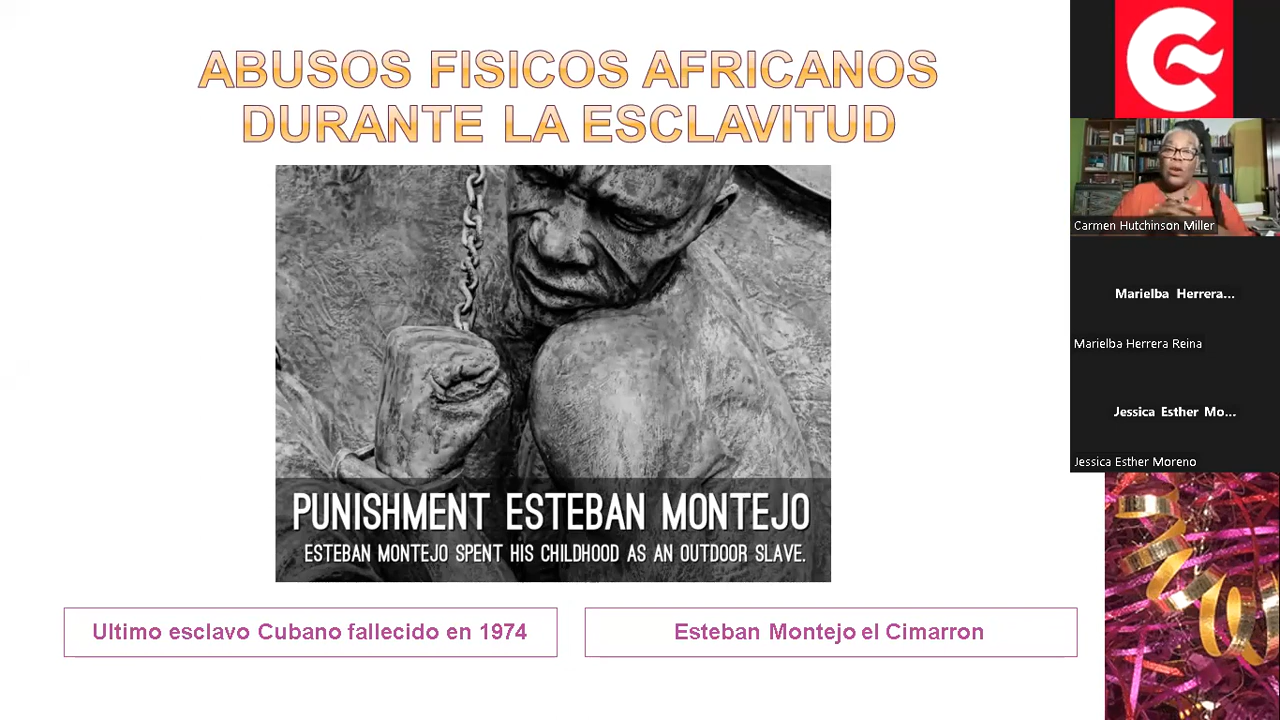 ABUSOS FISICOS AFRICANOS
DURANTE LA ESCLAVITUD
PUNISHMENT ESTEBAN MONTEJO
ESTEBAN MONTEJO SPENT HIS CHILDHOOD AS AN OUTDOOR SLAVE.
Ultimo esclavo Cubano fallecido en 1974
Esteban Montejo el Cimarron
Carmen Hutchinson Miller
Marielba Herrera...
Marielba Herrera Reina
Jessica Esther Mo...
Jessica Esther Moreno